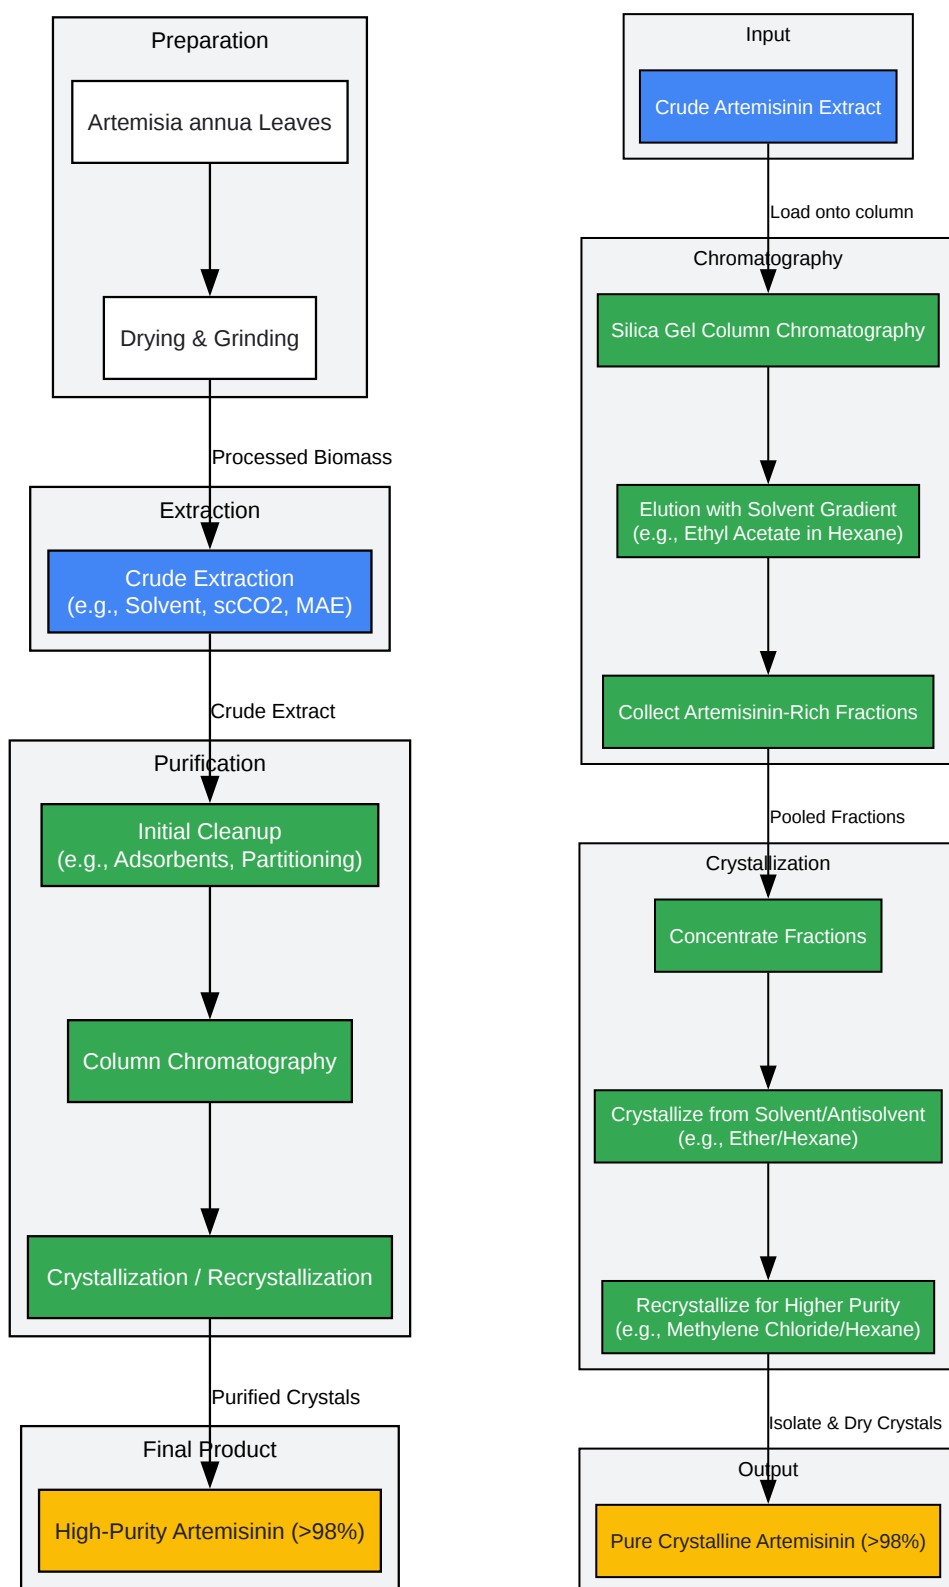 Preparation
Artemisia annua Leaves
Drying & Grinding
Processed Biomass
Extraction
Crude Extraction
(e.g., Solvent, scCO2, MAE)
Crude Extract
Purification
Initial Cleanup
(e.g., Adsorbents, Partitioning)
Column Chromatography
Crystallization / Recrystallization
Purified Crystals
Final Product
High-Purity Artemisinin (>98%)
Input
Crude Artemisinin Extract
Load onto column
Chromatography
Silica Gel Column Chromatography
Elution with Solvent Gradient
(e.g., Ethyl Acetate in Hexane)
Collect Artemisinin-Rich Fractions
Pooled Fractions
Crystallization
Concentrate Fractions
Crystallize from Solvent/Antisolvent
(e.g., Ether/Hexane)
Recrystallize for Higher Purity
(e.g., Methylene Chloride/Hexane)
Isolate & Dry Crystals
Output
Pure Crystalline Artemisinin (>98%)